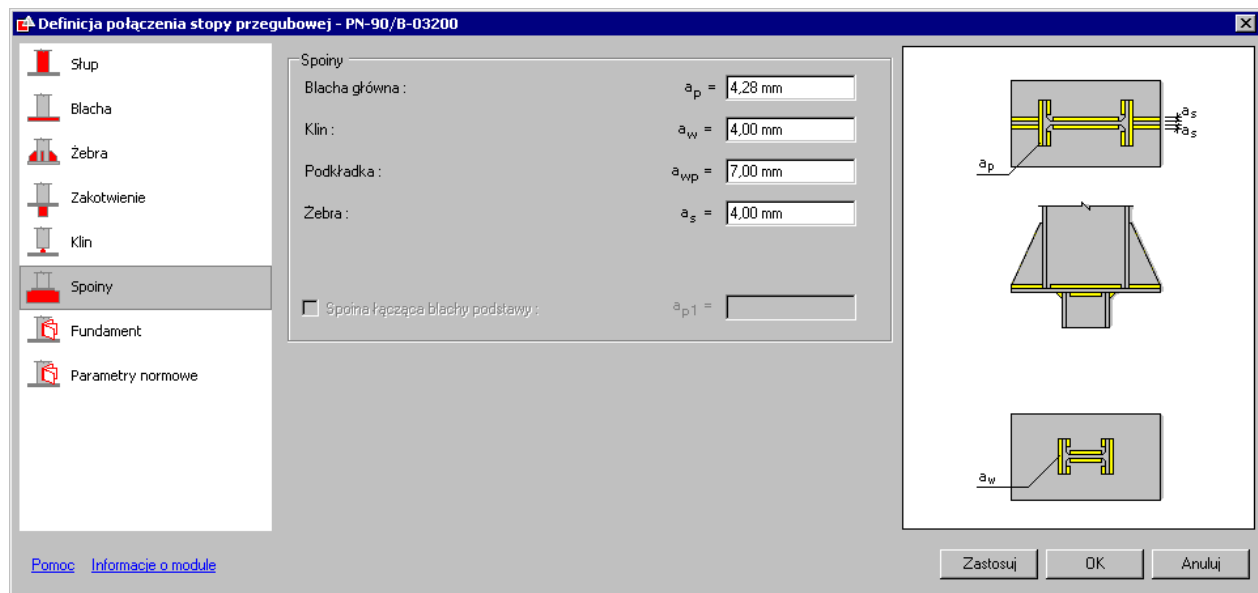 Definicja połączenia stopy przegubowej - PN-90/B-03200
Słup
Blacha
Żebra
Zakotwienie
Klin
Spoiny
Fundament
Parametry normowe
Spoiny
Blacha główna : ap = 4,28 mm
Klin : aw = 4,00 mm
Podkładka : awp = 7,00 mm
Żebra : as = 4,00 mm
Spoina łącząca blachy podstawy : ap1 =
as
as
ap
aw
Pomoc Informacje o module
Zastosuj OK Anuluj